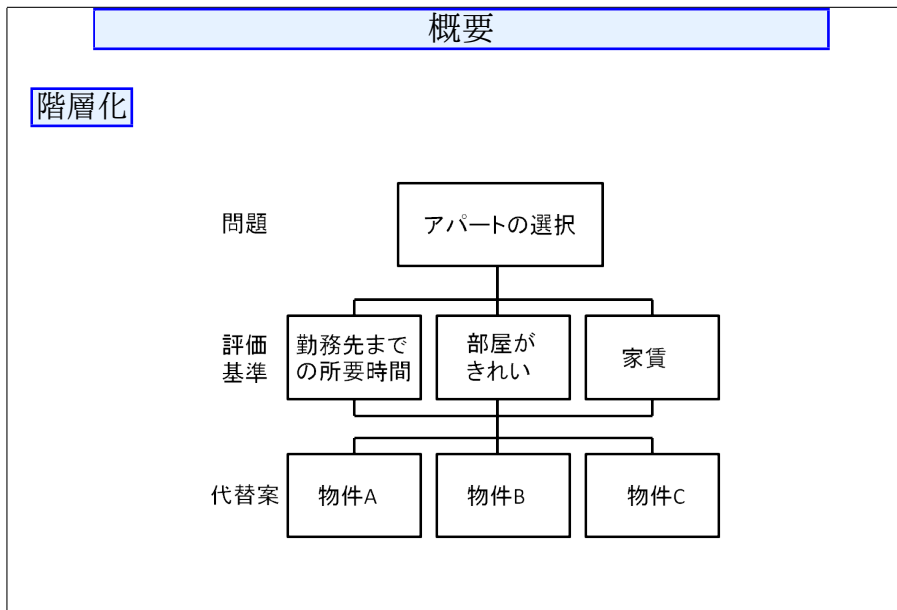 概要
階層化
問題
アパートの選択
評価
基準
勤務先まで
の所要時間
部屋が
きれい
家賃
代替案
物件A
物件B
物件C